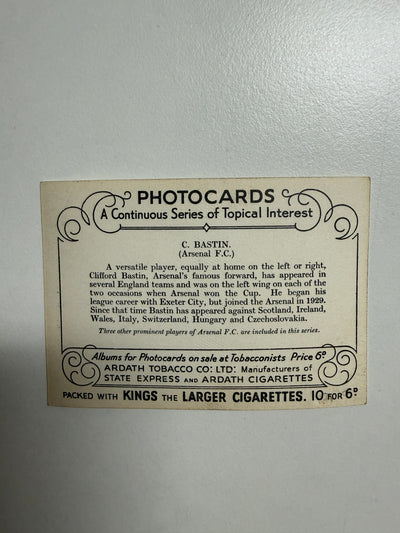 PHOTOCARDS
A Continuous Series of Topical Interest
C. BASTIN.
(Arsenal F.C.)
A versatile player, equally at home on the left or right,
Clifford Bastin, Arsenal's famous forward, has appeared in
several England teams and was on the left wing on each of the
two occasions when Arsenal won the Cup. He began his
league career with Exeter City, but joined the Arsenal in 1929.
Since that time Bastin has appeared against Scotland, Ireland,
Wales, Italy, Switzerland, Hungary and Czechoslovakia.
Three other prominent players of Arsenal F.C. are included in this series.
Albums for Photocards on sale at Tobacconists Price 6ᴰ
ARDATH TOBACCO CO: LTD: Manufacturers of
STATE EXPRESS AND ARDATH CIGARETTES
PACKED WITH KINGS THE LARGER CIGARETTES. 10 FOR 6ᴰ